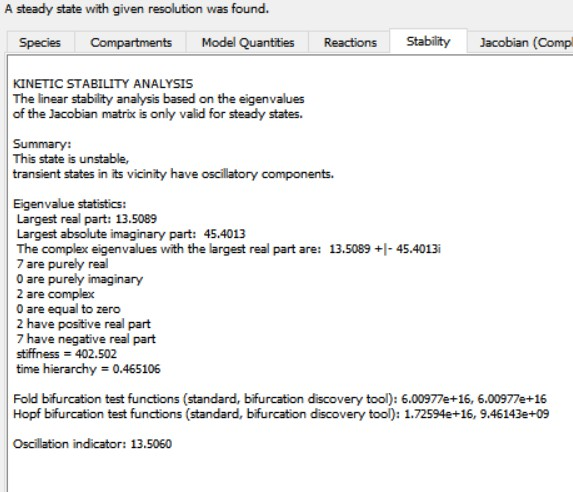 A steady state with given resolution was found.
Species Compartments Model Quantities Reactions Stability Jacobian (Compl
KINETIC STABILITY ANALYSIS
The linear stability analysis based on the eigenvalues
of the Jacobian matrix is only valid for steady states.
Summary:
This state is unstable,
transient states in its vicinity have oscillatory components.
Eigenvalue statistics:
Largest real part: 13.5089
Largest absolute imaginary part: 45.4013
The complex eigenvalues with the largest real part are: 13.5089 +|- 45.4013i
7 are purely real
0 are purely imaginary
2 are complex
0 are equal to zero
2 have positive real part
7 have negative real part
stiffness = 402.502
time hierarchy = 0.465106
Fold bifurcation test functions (standard, bifurcation discovery tool): 6.00977e+16, 6.00977e+16
Hopf bifurcation test functions (standard, bifurcation discovery tool): 1.72594e+16, 9.46143e+09
Oscillation indicator: 13.5060